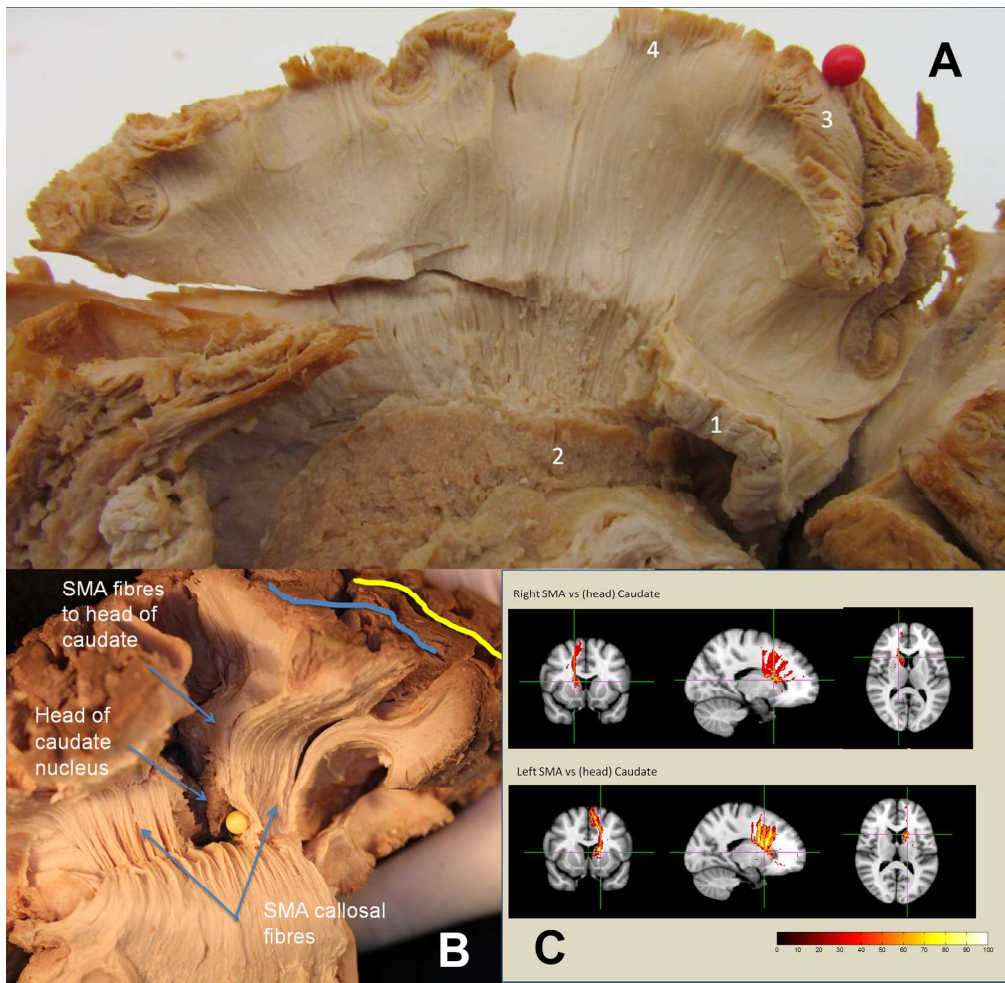 4
A
3
1
2
SMA fibres
to head of
caudate
Head of
caudate
nucleus
SMA callosal
fibres
B
Right SMA vs (head) Caudate
Left SMA vs (head) Caudate
C
0 10 20 30 40 50 60 70 80 90 100